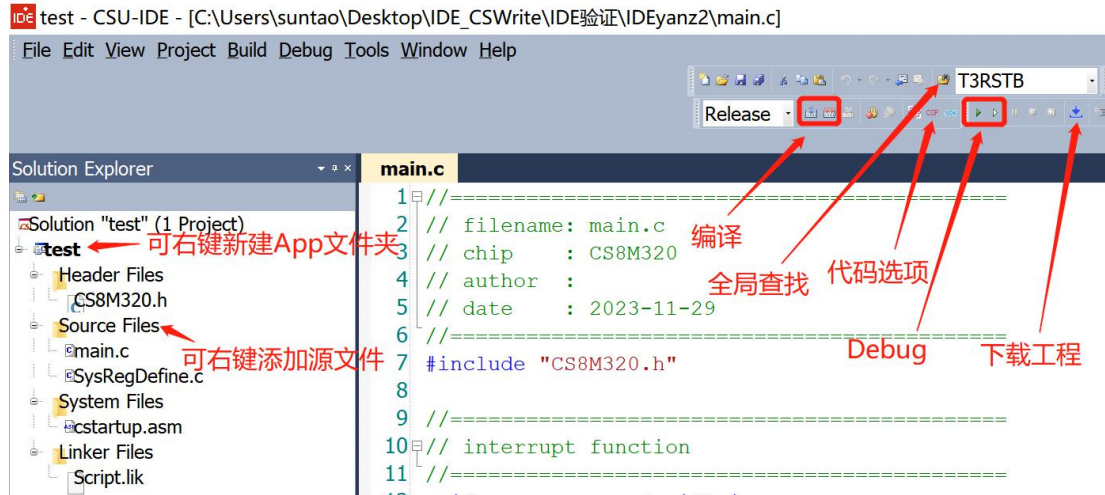 IDE test - CSU-IDE - [C:\Users\suntao\Desktop\IDE_CSWrite\IDE验证\IDEyanz2\main.c]
File Edit View Project Build Debug Tools Window Help
T3RSTB
Release
Solution Explorer
main.c
Solution "test" (1 Project)
test
可右键新建App文件夹
Header Files
CS8M320.h
Source Files
可右键添加源文件
main.c
SysRegDefine.c
System Files
cstartup.asm
Linker Files
Script.lik
编译
全局查找
代码选项
Debug
下载工程
1 //================================================
2 // filename: main.c
3 // chip : CS8M320
4 // author :
5 // date : 2023-11-29
6 //================================================
7 #include "CS8M320.h"
8
9 //================================================
10 // interrupt function
11 //================================================